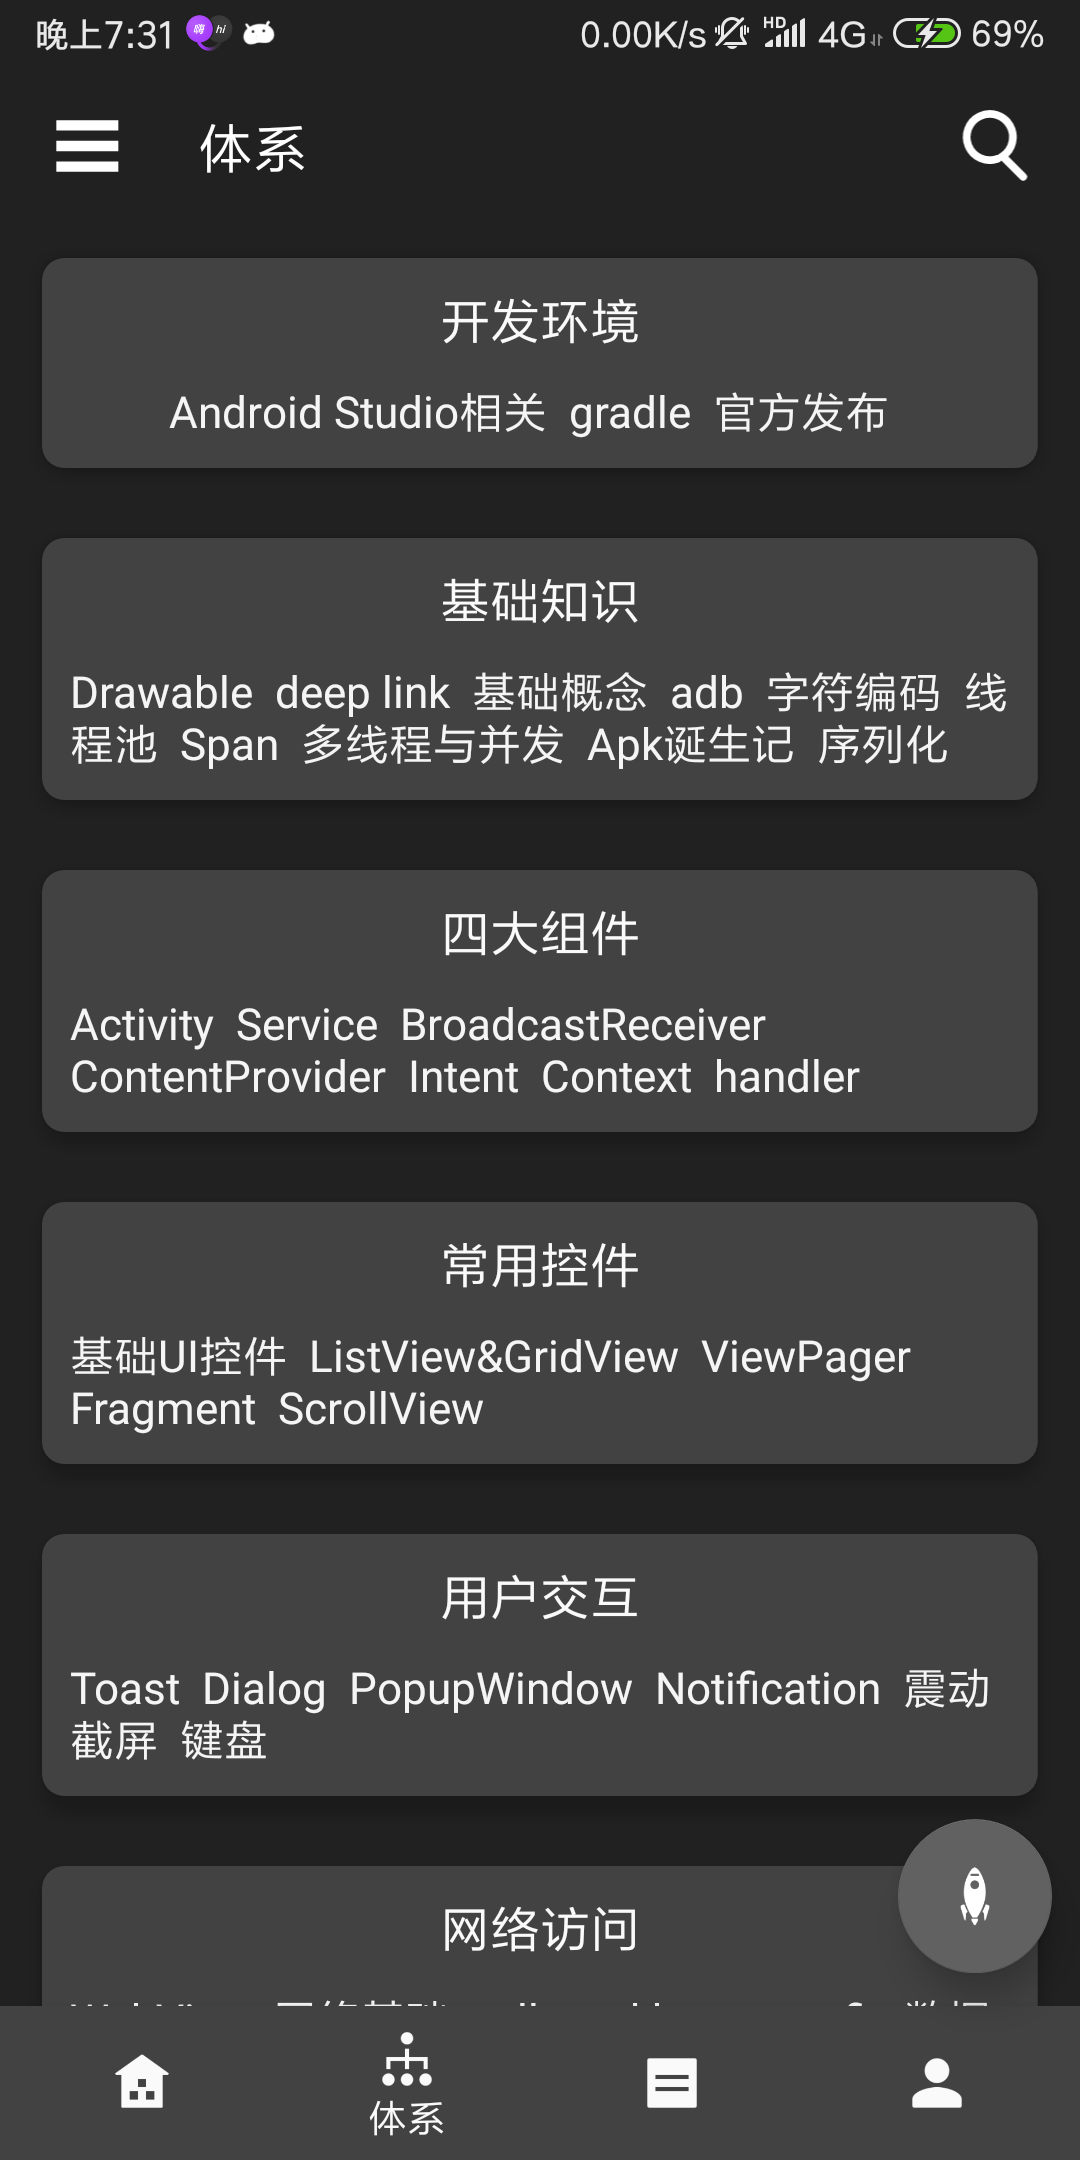 晚上7:31 嗨 hi 0.00K/s HD 4G 69%
体系
开发环境
Android Studio相关 gradle 官方发布
基础知识
Drawable deep link 基础概念 adb 字符编码 线
程池 Span 多线程与并发 Apk诞生记 序列化
四大组件
Activity Service BroadcastReceiver
ContentProvider Intent Context handler
常用控件
基础UI控件 ListView&GridView ViewPager
Fragment ScrollView
用户交互
Toast Dialog PopupWindow Notification 震动
截屏 键盘
网络访问
体系